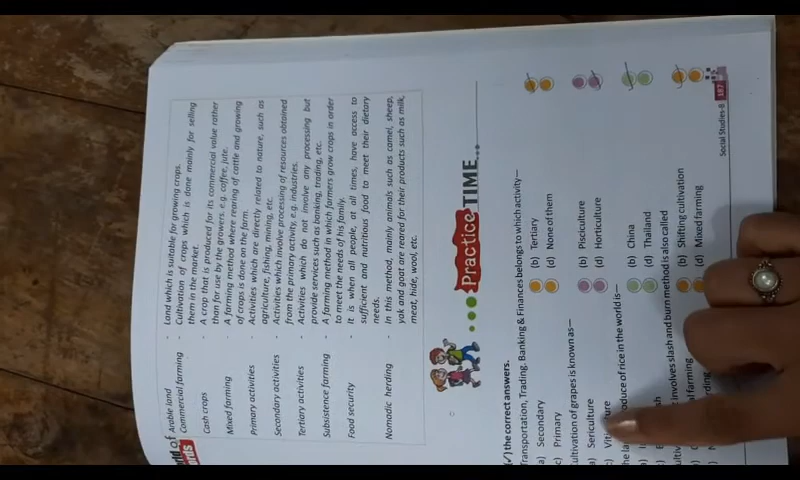 Arable land - Land which is suitable for growing crops.
Commercial farming - Cultivation of crops which is done mainly for selling
them in the market.
Cash crops - A crop that is produced for its commercial value rather
than for use by the growers. e.g. coffee, jute.
Mixed farming - A farming method where rearing of cattle and growing
of crops is done on the farm.
Primary activities - Activities which are directly related to nature, such as
agriculture, fishing, mining, etc.
Secondary activities - Activities which involve processing of resources obtained
from the primary activity, e.g. industries.
Tertiary activities - Activities which do not involve any processing but
provide services such as banking, trading, etc.
Subsistence farming - A farming method in which farmers grow crops in order
to meet the needs of his family.
Food security - It is when all people, at all times, have access to
sufficient and nutritious food to meet their dietary
needs.
Nomadic herding - In this method, mainly animals such as camel, sheep,
yak and goat are reared for their products such as milk,
meat, hide, wool, etc.
Practice TIME...
(✓) the correct answers.
Transportation, Trading, Banking & Finances belongs to which activity—
a) Secondary (b) Tertiary
c) Primary (d) None of them
ultivation of grapes is known as—
a) Sericulture (b) Pisciculture
(d) Horticulture
produce of rice in the world is—
(b) China
(d) Thailand
involves slash and burn method is also called
farming (b) Shifting cultivation
(d) Mixed farming
Social Studies-8 187